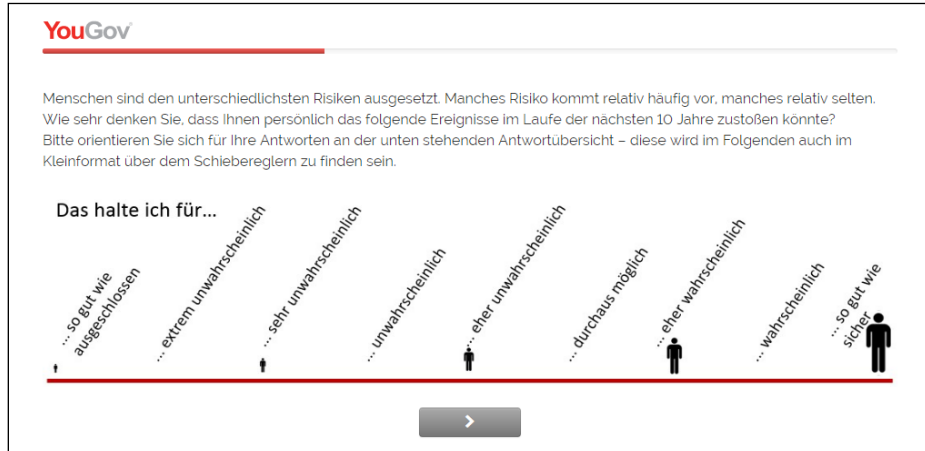 YouGov
Menschen sind den unterschiedlichsten Risiken ausgesetzt. Manches Risiko kommt relativ häufig vor, manches relativ selten.
Wie sehr denken Sie, dass Ihnen persönlich das folgende Ereignisse im Laufe der nächsten 10 Jahre zustoßen könnte?
Bitte orientieren Sie sich für Ihre Antworten an der unten stehenden Antwortübersicht – diese wird im Folgenden auch im
Kleinformat über dem Schiebereglern zu finden sein.
Das halte ich für...
... so gut wie
ausgeschlossen
... extrem unwahrscheinlich
... sehr unwahrscheinlich
... unwahrscheinlich
... eher unwahrscheinlich
... durchaus möglich
... eher wahrscheinlich
... wahrscheinlich
... so gut wie
sicher